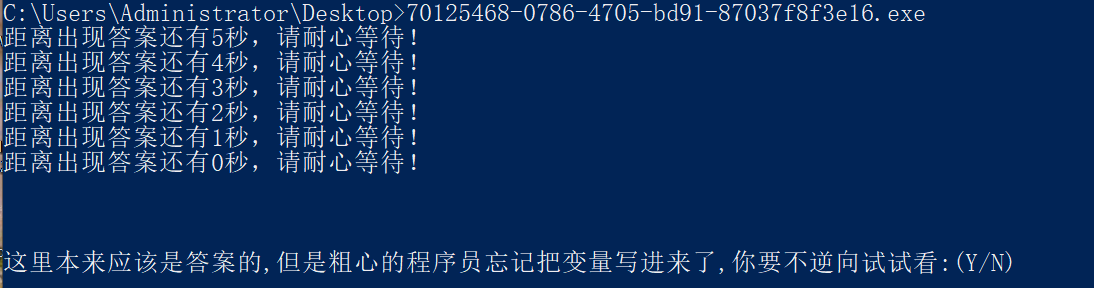 C:\Users\Administrator\Desktop>70125468-0786-4705-bd91-87037f8f3e16.exe
距离出现答案还有5秒，请耐心等待！
距离出现答案还有4秒，请耐心等待！
距离出现答案还有3秒，请耐心等待！
距离出现答案还有2秒，请耐心等待！
距离出现答案还有1秒，请耐心等待！
距离出现答案还有0秒，请耐心等待！
这里本来应该是答案的,但是粗心的程序员忘记把变量写进来了,你要不逆向试试看:(Y/N)